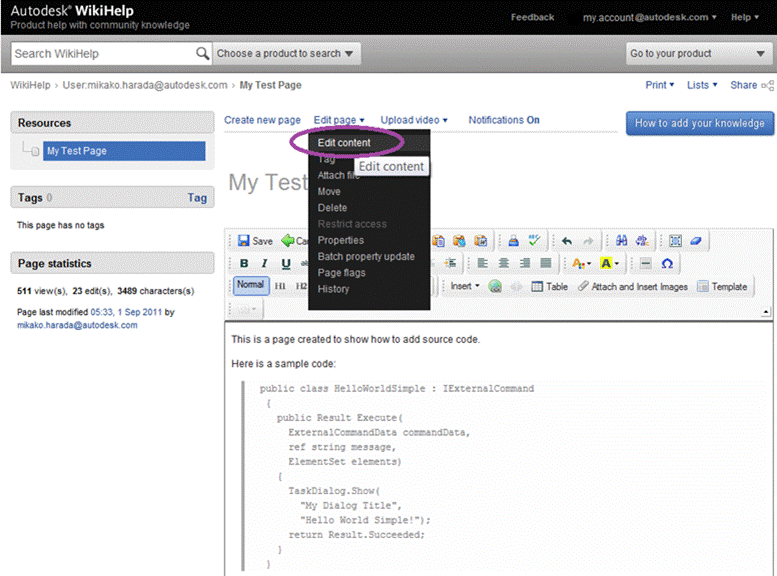 Autodesk® WikiHelp
Product help with community knowledge
Feedback my.account@autodesk.com Help
Search WikiHelp Choose a product to search Go to your product
WikiHelp › User:mikako.harada@autodesk.com › My Test Page
Print Lists Share
Resources
My Test Page
Tags 0 Tag
This page has no tags
Page statistics
511 view(s), 23 edit(s), 3489 characters(s)
Page last modified 05:33, 1 Sep 2011 by
mikako.harada@autodesk.com
Create new page Edit page Upload video Notifications On
How to add your knowledge
Edit content
Tag
Edit content
Attach file
Move
Delete
Restrict access
Properties
Batch property update
Page flags
History
My Test
Save Ca
B I U
Normal H1 H2 Insert Table Attach and Insert Images Template
This is a page created to show how to add source code.
Here is a sample code:
public class HelloWorldSimple : IExternalCommand
{
public Result Execute(
ExternalCommandData commandData,
ref string message,
ElementSet elements)
{
TaskDialog.Show(
"My Dialog Title",
"Hello World Simple!");
return Result.Succeeded;
}
}